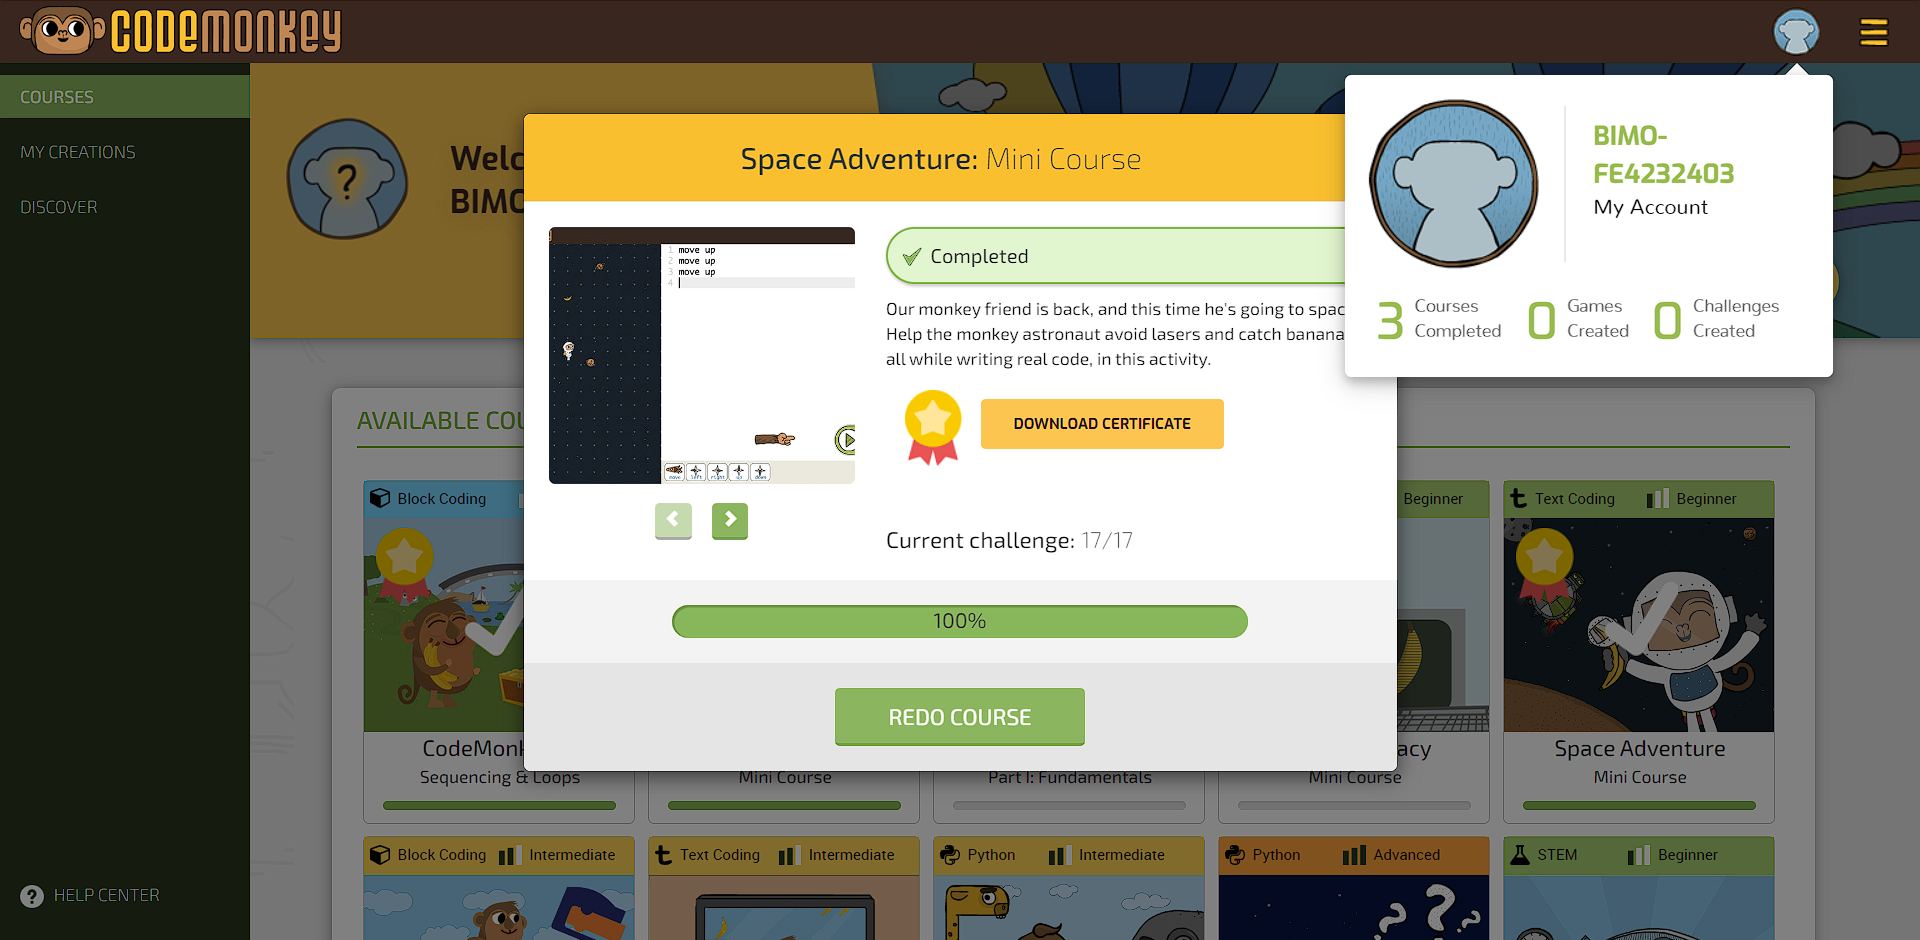 CODEMONKEY
COURSES
MY CREATIONS
DISCOVER
HELP CENTER
?
Welc
BIMO
BIMO-
FE4232403
My Account
3 Courses Completed
0 Games Created
0 Challenges Created
Space Adventure: Mini Course
1 move up
2 move up
3 move up
4
move left right up down
Completed
Our monkey friend is back, and this time he's going to spac
Help the monkey astronaut avoid lasers and catch banana
all while writing real code, in this activity.
DOWNLOAD CERTIFICATE
Current challenge: 17/17
100%
REDO COURSE
AVAILABLE COU
Block Coding
Beginner
Text Coding Beginner
CodeMonk
Sequencing & Loops
Mini Course
Part I: Fundamentals
acy
Mini Course
Space Adventure
Mini Course
Block Coding Intermediate
Text Coding Intermediate
Python Intermediate
Python Advanced
STEM Beginner
? ? ?